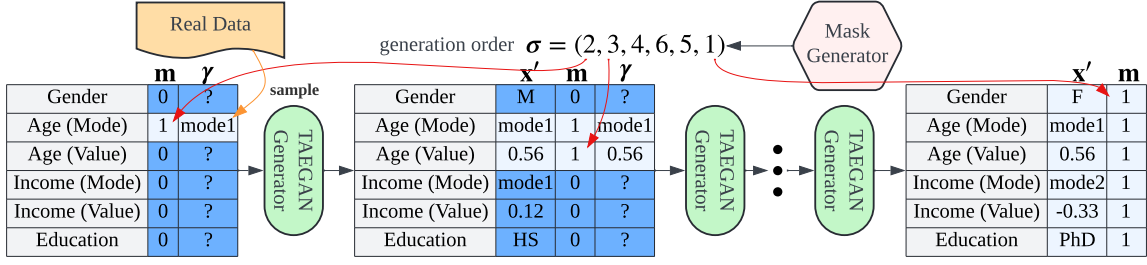 Real Data
generation order σ = (2, 3, 4, 6, 5, 1)
Mask
Generator
m γ
Gender 0 ?
Age (Mode) 1 mode1
Age (Value) 0 ?
Income (Mode) 0 ?
Income (Value) 0 ?
Education 0 ?
sample
TAEGAN
Generator
x′ m γ
Gender M 0 ?
Age (Mode) mode1 1 mode1
Age (Value) 0.56 1 0.56
Income (Mode) mode1 0 ?
Income (Value) 0.12 0 ?
Education HS 0 ?
TAEGAN
Generator
TAEGAN
Generator
x′ m
Gender F 1
Age (Mode) mode1 1
Age (Value) 0.56 1
Income (Mode) mode2 1
Income (Value) -0.33 1
Education PhD 1